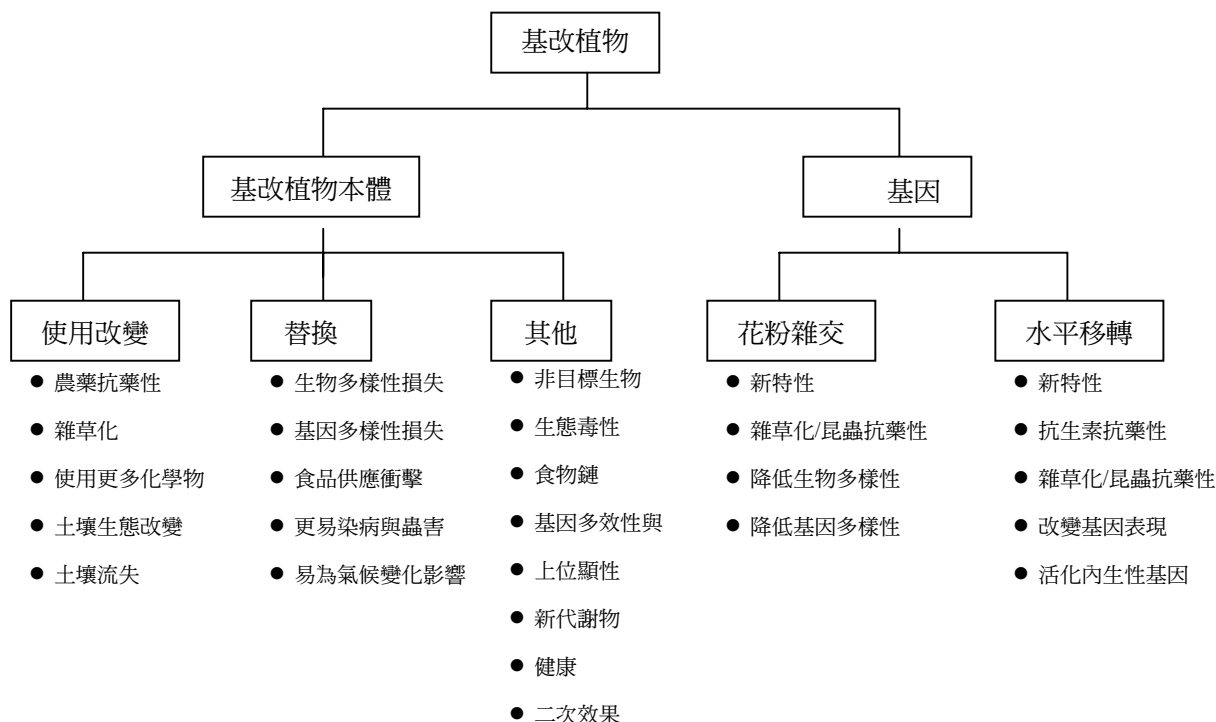 基改植物
基改植物本體
基因
使用改變
● 農藥抗藥性
● 雜草化
● 使用更多化學物
● 土壤生態改變
● 土壤流失
替換
● 生物多樣性損失
● 基因多樣性損失
● 食品供應衝擊
● 更易染病與蟲害
● 易為氣候變化影響
其他
● 非目標生物
● 生態毒性
● 食物鏈
● 基因多效性與
● 上位顯性
● 新代謝物
● 健康
● 二次效果
花粉雜交
● 新特性
● 雜草化/昆蟲抗藥性
● 降低生物多樣性
● 降低基因多樣性
水平移轉
● 新特性
● 抗生素抗藥性
● 雜草化/昆蟲抗藥性
● 改變基因表現
● 活化內生性基因